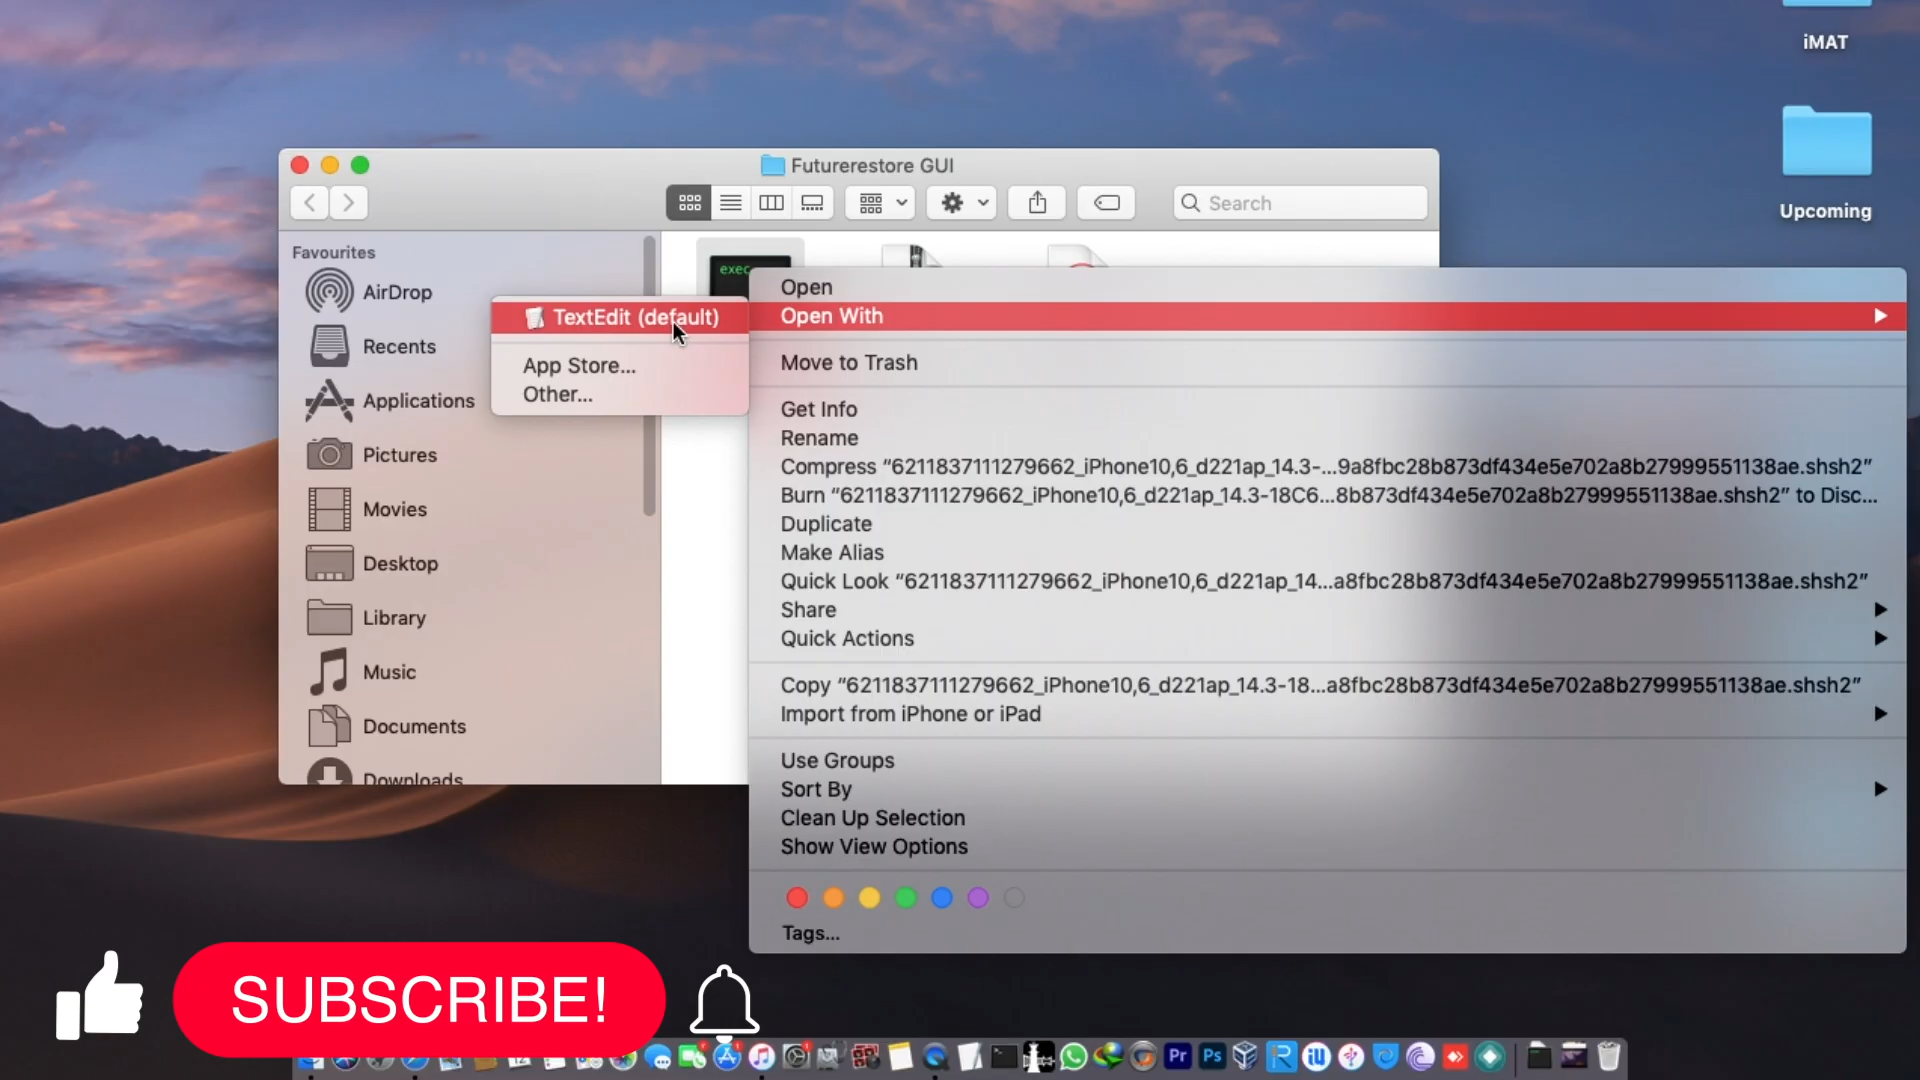 iMAT
Upcoming
Futurerestore GUI
Search
Favourites
AirDrop
Recents
Applications
Pictures
Movies
Desktop
Library
Music
Documents
Downloads
exec
TextEdit (default)
App Store...
Other...
Open
Open With
Move to Trash
Get Info
Rename
Compress “6211837111279662_iPhone10,6_d221ap_14.3-...9a8fbc28b873df434e5e702a8b27999551138ae.shsh2”
Burn “6211837111279662_iPhone10,6_d221ap_14.3-18C6...8b873df434e5e702a8b27999551138ae.shsh2” to Disc...
Duplicate
Make Alias
Quick Look “6211837111279662_iPhone10,6_d221ap_14...a8fbc28b873df434e5e702a8b27999551138ae.shsh2”
Share
Quick Actions
Copy “6211837111279662_iPhone10,6_d221ap_14.3-18...a8fbc28b873df434e5e702a8b27999551138ae.shsh2”
Import from iPhone or iPad
Use Groups
Sort By
Clean Up Selection
Show View Options
Tags...
SUBSCRIBE!
Pr
Ps